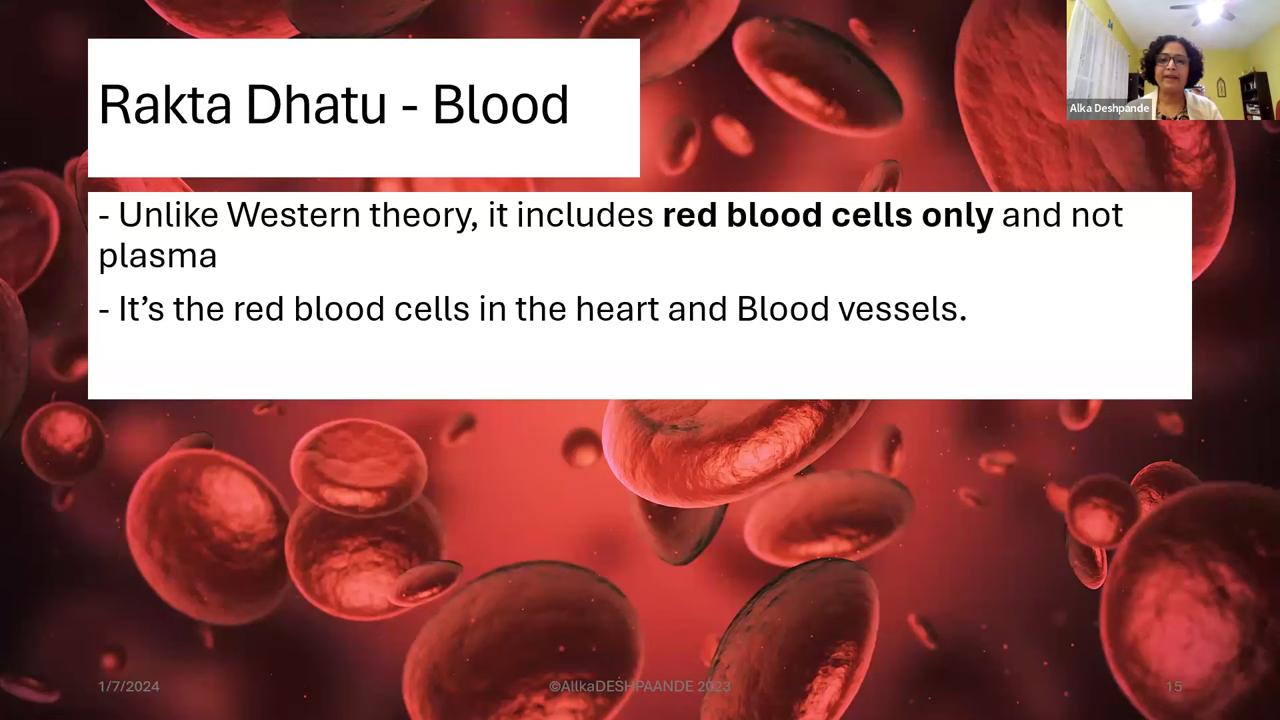 Rakta Dhatu - Blood
Alka Deshpande
- Unlike Western theory, it includes red blood cells only and not
plasma
- It’s the red blood cells in the heart and Blood vessels.
1/7/2024
©AllkaDESHPAANDE 2023
15